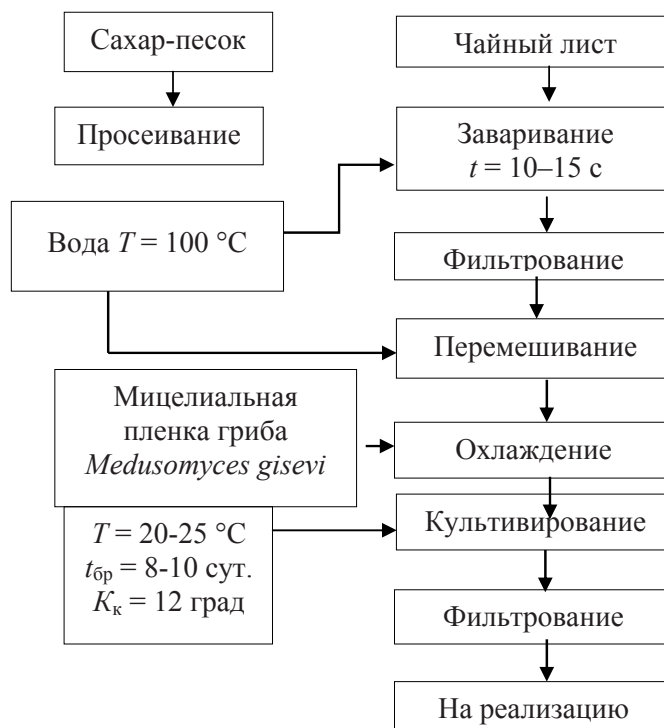 Сахар-песок
Чайный лист
Просеивание
Заваривание
t = 10–15 с
Вода T = 100 °С
Фильтрование
Перемешивание
Мицелиальная
пленка гриба
Medusomyces gisevi
Охлаждение
T = 20-25 °С
tбр = 8-10 сут.
Kк = 12 град
Культивирование
Фильтрование
На реализацию